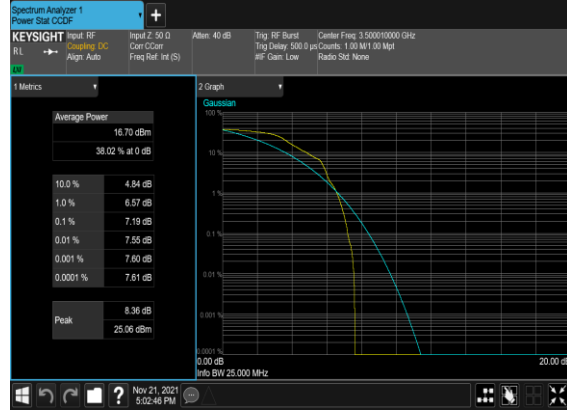 Spectrum Analyzer 1
Power Stat CCDF
+
KEYSIGHT
RL
Input: RF
Coupling: DC
Align: Auto
Input Z: 50 Ω
Corr CCorr
Freq Ref: Int (S)
Atten: 40 dB
Trig: RF Burst
Trig Delay: 500.0 µs
#IF Gain: Low
Center Freq: 3.500010000 GHz
Counts: 1.00 M/1.00 Mpt
Radio Std: None
1 Metrics
Average Power
16.70 dBm
38.02 % at 0 dB
10.0 % 4.84 dB
1.0 % 6.57 dB
0.1 % 7.19 dB
0.01 % 7.55 dB
0.001 % 7.60 dB
0.0001 % 7.61 dB
Peak
8.36 dB
25.06 dBm
2 Graph
Gaussian
100 %
10 %
1 %
0.1 %
0.01 %
0.001 %
0.0001 %
0.00 dB
20.00 dB
Info BW 25.000 MHz
?
Nov 21, 2021
5:02:46 PM